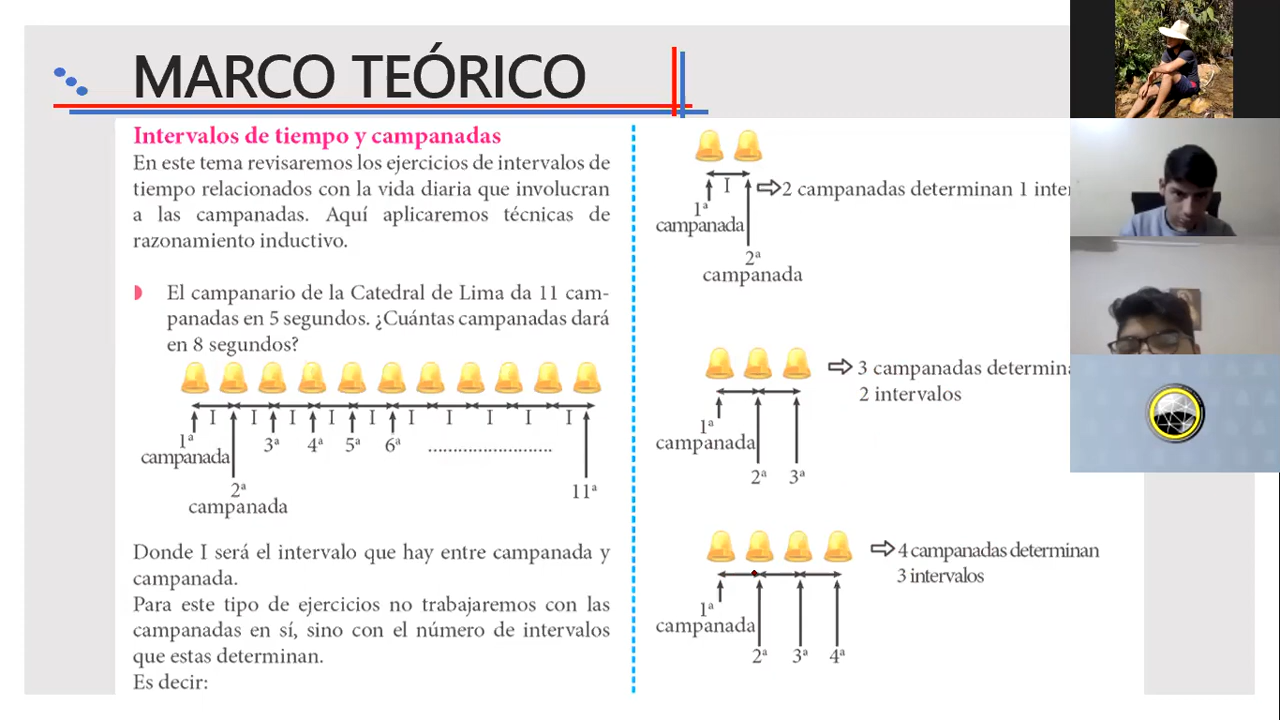 MARCO TEÓRICO
Intervalos de tiempo y campanadas
En este tema revisaremos los ejercicios de intervalos de
tiempo relacionados con la vida diaria que involucran
a las campanadas. Aquí aplicaremos técnicas de
razonamiento inductivo.
El campanario de la Catedral de Lima da 11 cam-
panadas en 5 segundos. ¿Cuántas campanadas dará
en 8 segundos?
I I I I I I I I I I
1ª 3ª 4ª 5ª 6ª ........................
campanada
2ª 11ª
campanada
Donde I será el intervalo que hay entre campanada y
campanada.
Para este tipo de ejercicios no trabajaremos con las
campanadas en sí, sino con el número de intervalos
que estas determinan.
Es decir:
I
2 campanadas determinan 1 inter
1ª
campanada
2ª
campanada
3 campanadas determina
2 intervalos
1ª
campanada
2ª 3ª
4 campanadas determinan
3 intervalos
1ª
campanada
2ª 3ª 4ª